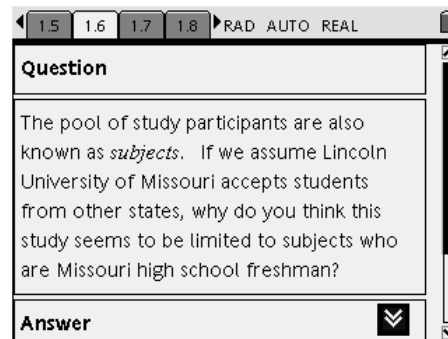 1.5 1.6 1.7 1.8 RAD AUTO REAL
Question
The pool of study participants are also
known as subjects. If we assume Lincoln
University of Missouri accepts students
from other states, why do you think this
study seems to be limited to subjects who
are Missouri high school freshman?
Answer